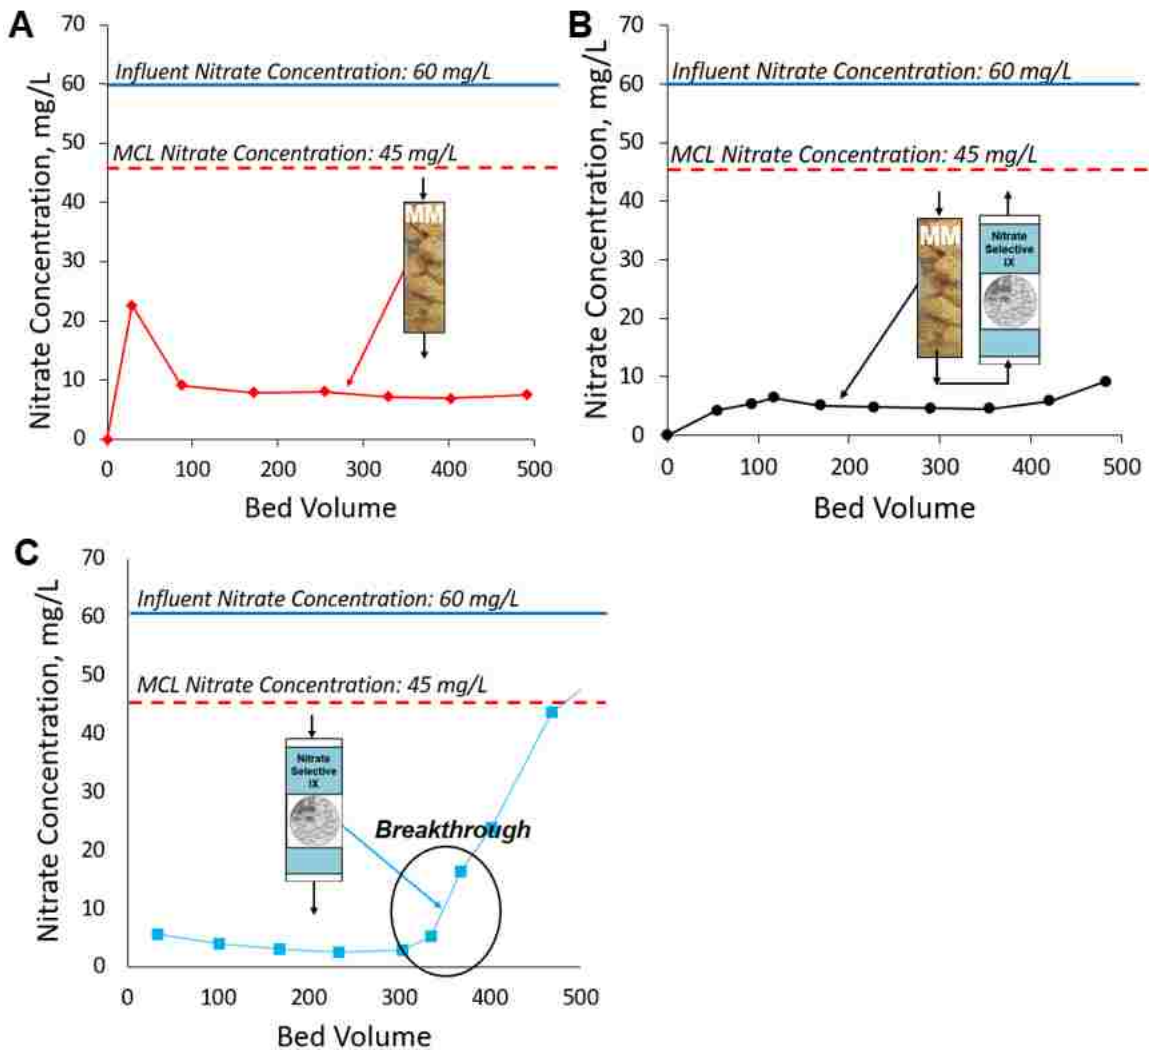 A
Nitrate Concentration, mg/L
70
60
50
40
30
20
10
0
Influent Nitrate Concentration: 60 mg/L
MCL Nitrate Concentration: 45 mg/L
MM
0 100 200 300 400 500
Bed Volume
B
Nitrate Concentration, mg/L
70
60
50
40
30
20
10
0
Influent Nitrate Concentration: 60 mg/L
MCL Nitrate Concentration: 45 mg/L
MM
Nitrate
Selective
IX
0 100 200 300 400 500
Bed Volume
C
Nitrate Concentration, mg/L
70
60
50
40
30
20
10
0
Influent Nitrate Concentration: 60 mg/L
MCL Nitrate Concentration: 45 mg/L
Nitrate
Selective
IX
Breakthrough
0 100 200 300 400 500
Bed Volume